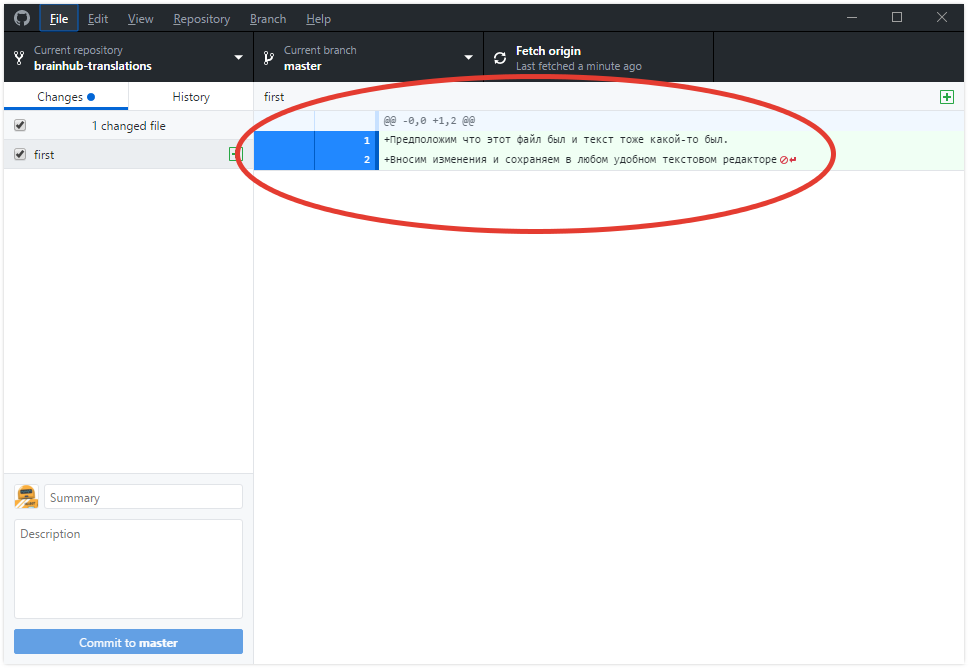 File Edit View Repository Branch Help
Current repository
brainhub-translations
Current branch
master
Fetch origin
Last fetched a minute ago
Changes History
first
1 changed file
first
@@ -0,0 +1,2 @@
1 +Предположим что этот файл был и текст тоже какой-то был.
2 +Вносим изменения и сохраняем в любом удобном текстовом редакторе
Summary
Description
Commit to master